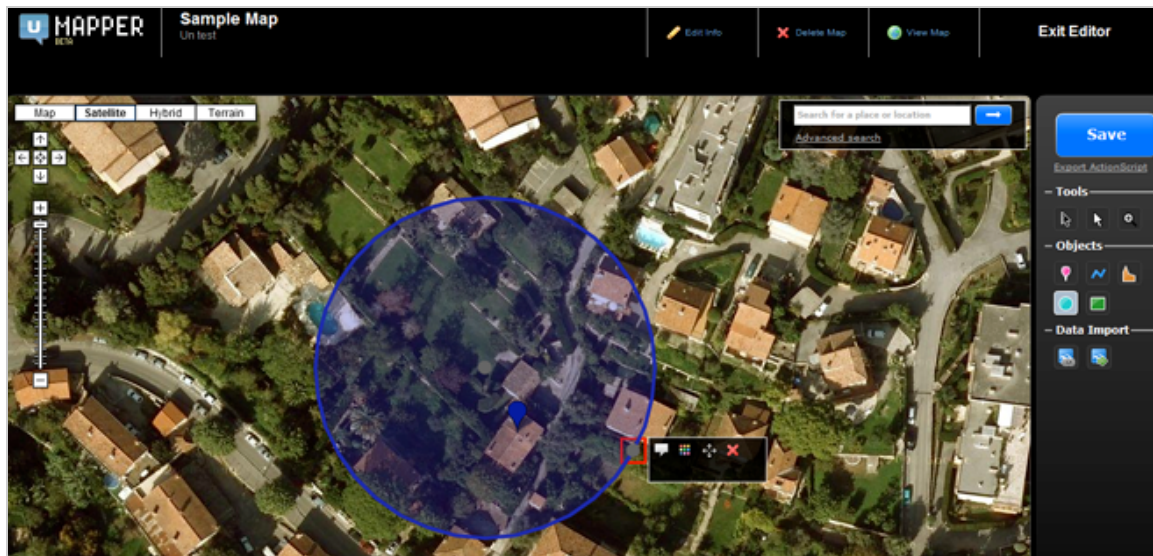 U MAPPER
BETA
Sample Map
Un test
Edit Info
Delete Map
View Map
Exit Editor
Map
Satellite
Hybrid
Terrain
Search for a place or location
Advanced search
Save
Export ActionScript
Tools
Objects
Data Import